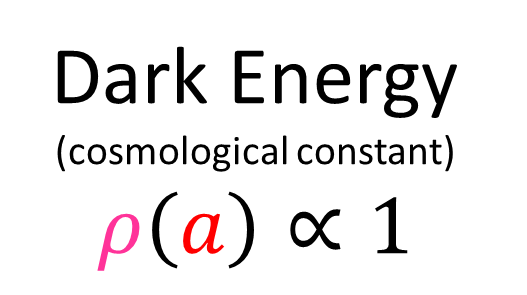 Dark Energy
(cosmological constant)
ρ(a) ∝ 1